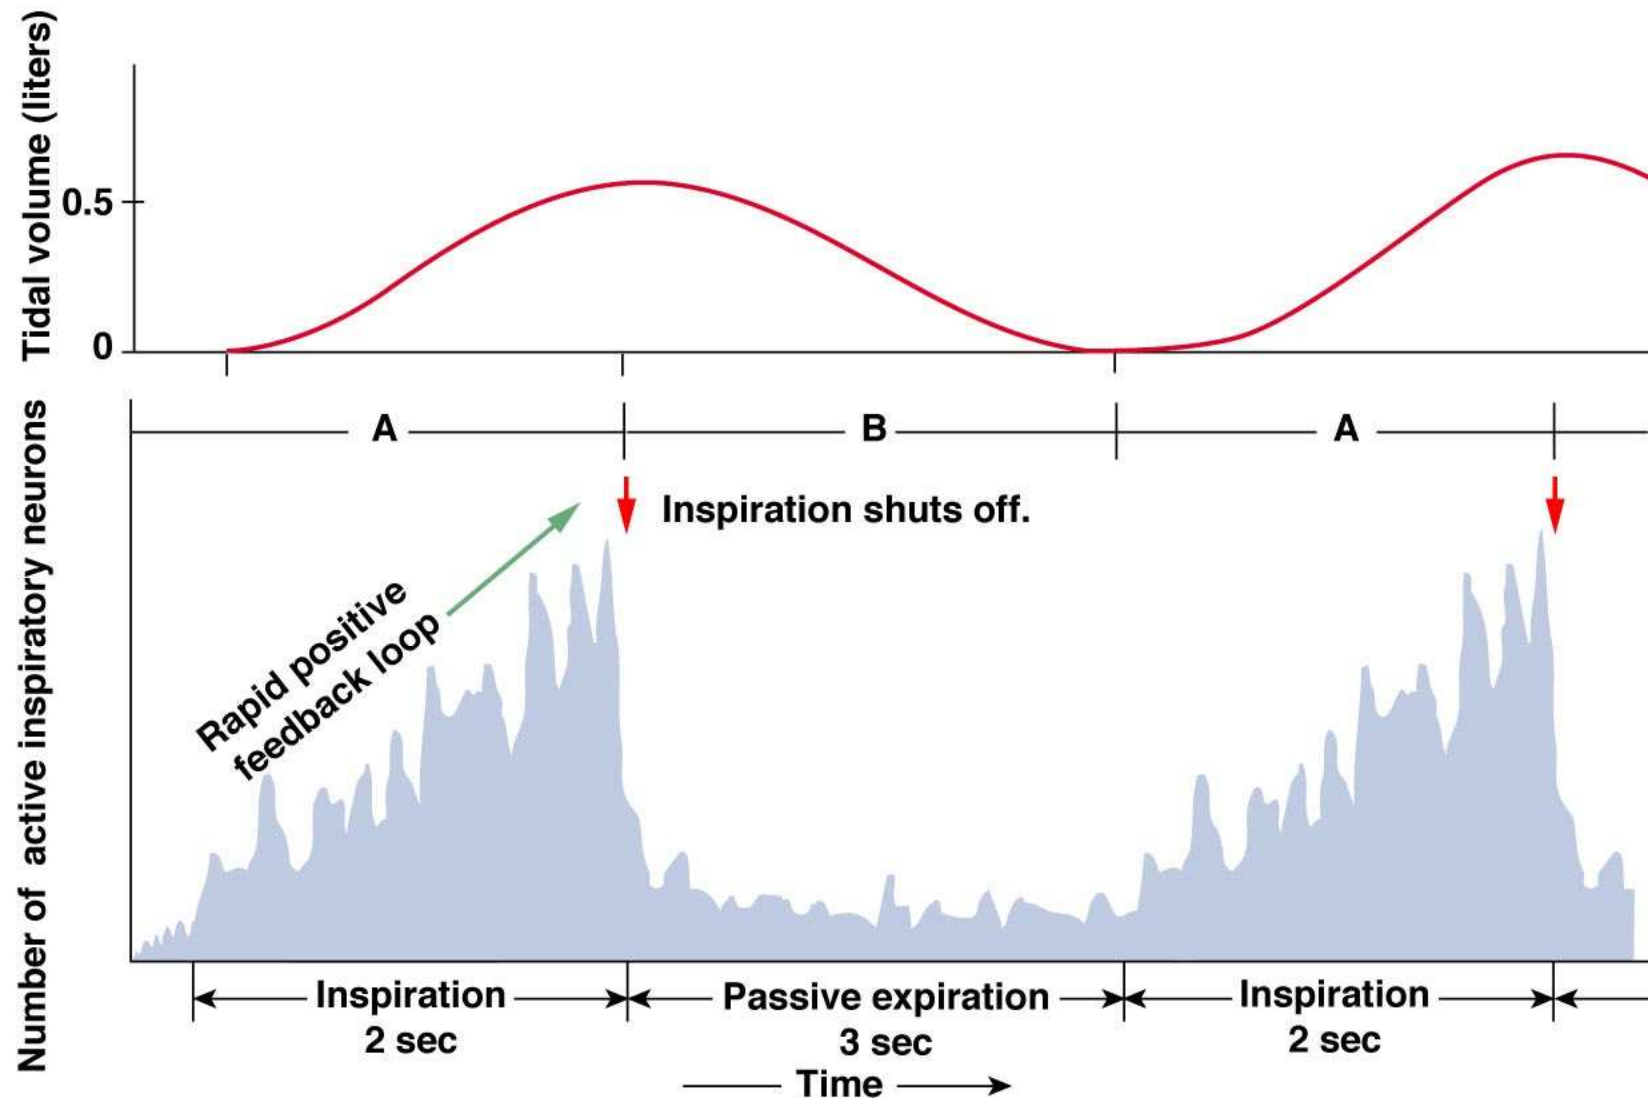 Tidal volume (liters)
0.5
0
Number of active inspiratory neurons
A
B
A
Inspiration shuts off.
Rapid positive
feedback loop
Inspiration
Passive expiration
Inspiration
2 sec
3 sec
2 sec
Time